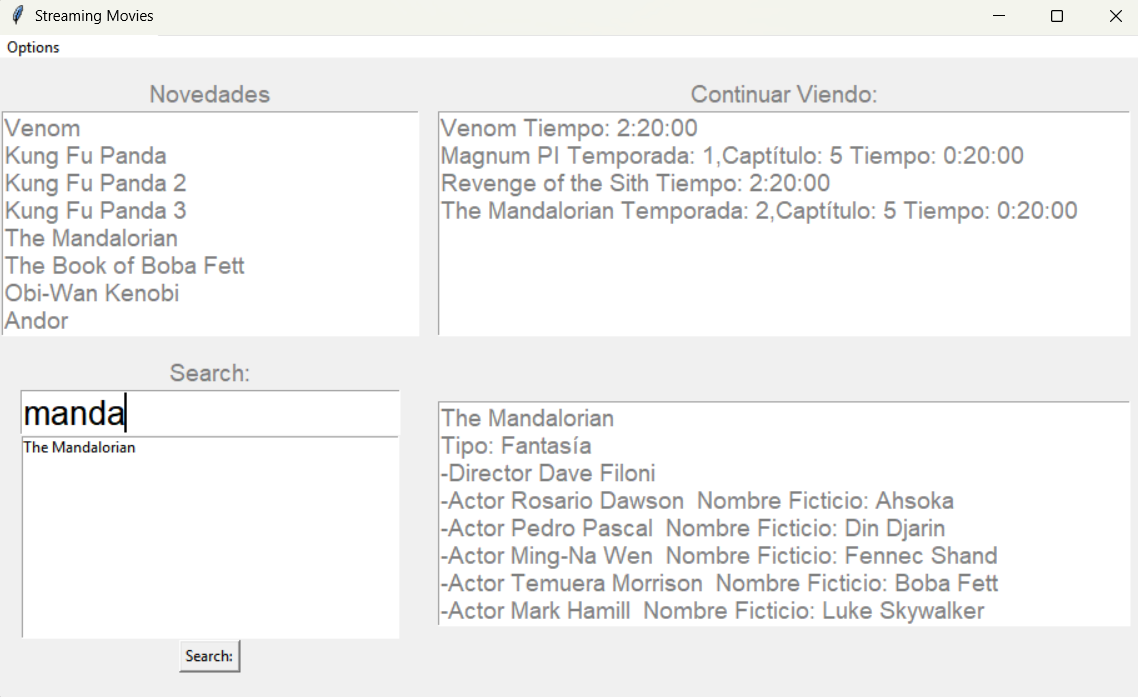 Streaming Movies
Options
Novedades
Venom
Kung Fu Panda
Kung Fu Panda 2
Kung Fu Panda 3
The Mandalorian
The Book of Boba Fett
Obi-Wan Kenobi
Andor
Continuar Viendo:
Venom Tiempo: 2:20:00
Magnum PI Temporada: 1,Captítulo: 5 Tiempo: 0:20:00
Revenge of the Sith Tiempo: 2:20:00
The Mandalorian Temporada: 2,Captítulo: 5 Tiempo: 0:20:00
Search:
manda
The Mandalorian
Search:
The Mandalorian
Tipo: Fantasía
-Director Dave Filoni
-Actor Rosario Dawson  Nombre Ficticio: Ahsoka
-Actor Pedro Pascal  Nombre Ficticio: Din Djarin
-Actor Ming-Na Wen  Nombre Ficticio: Fennec Shand
-Actor Temuera Morrison  Nombre Ficticio: Boba Fett
-Actor Mark Hamill  Nombre Ficticio: Luke Skywalker